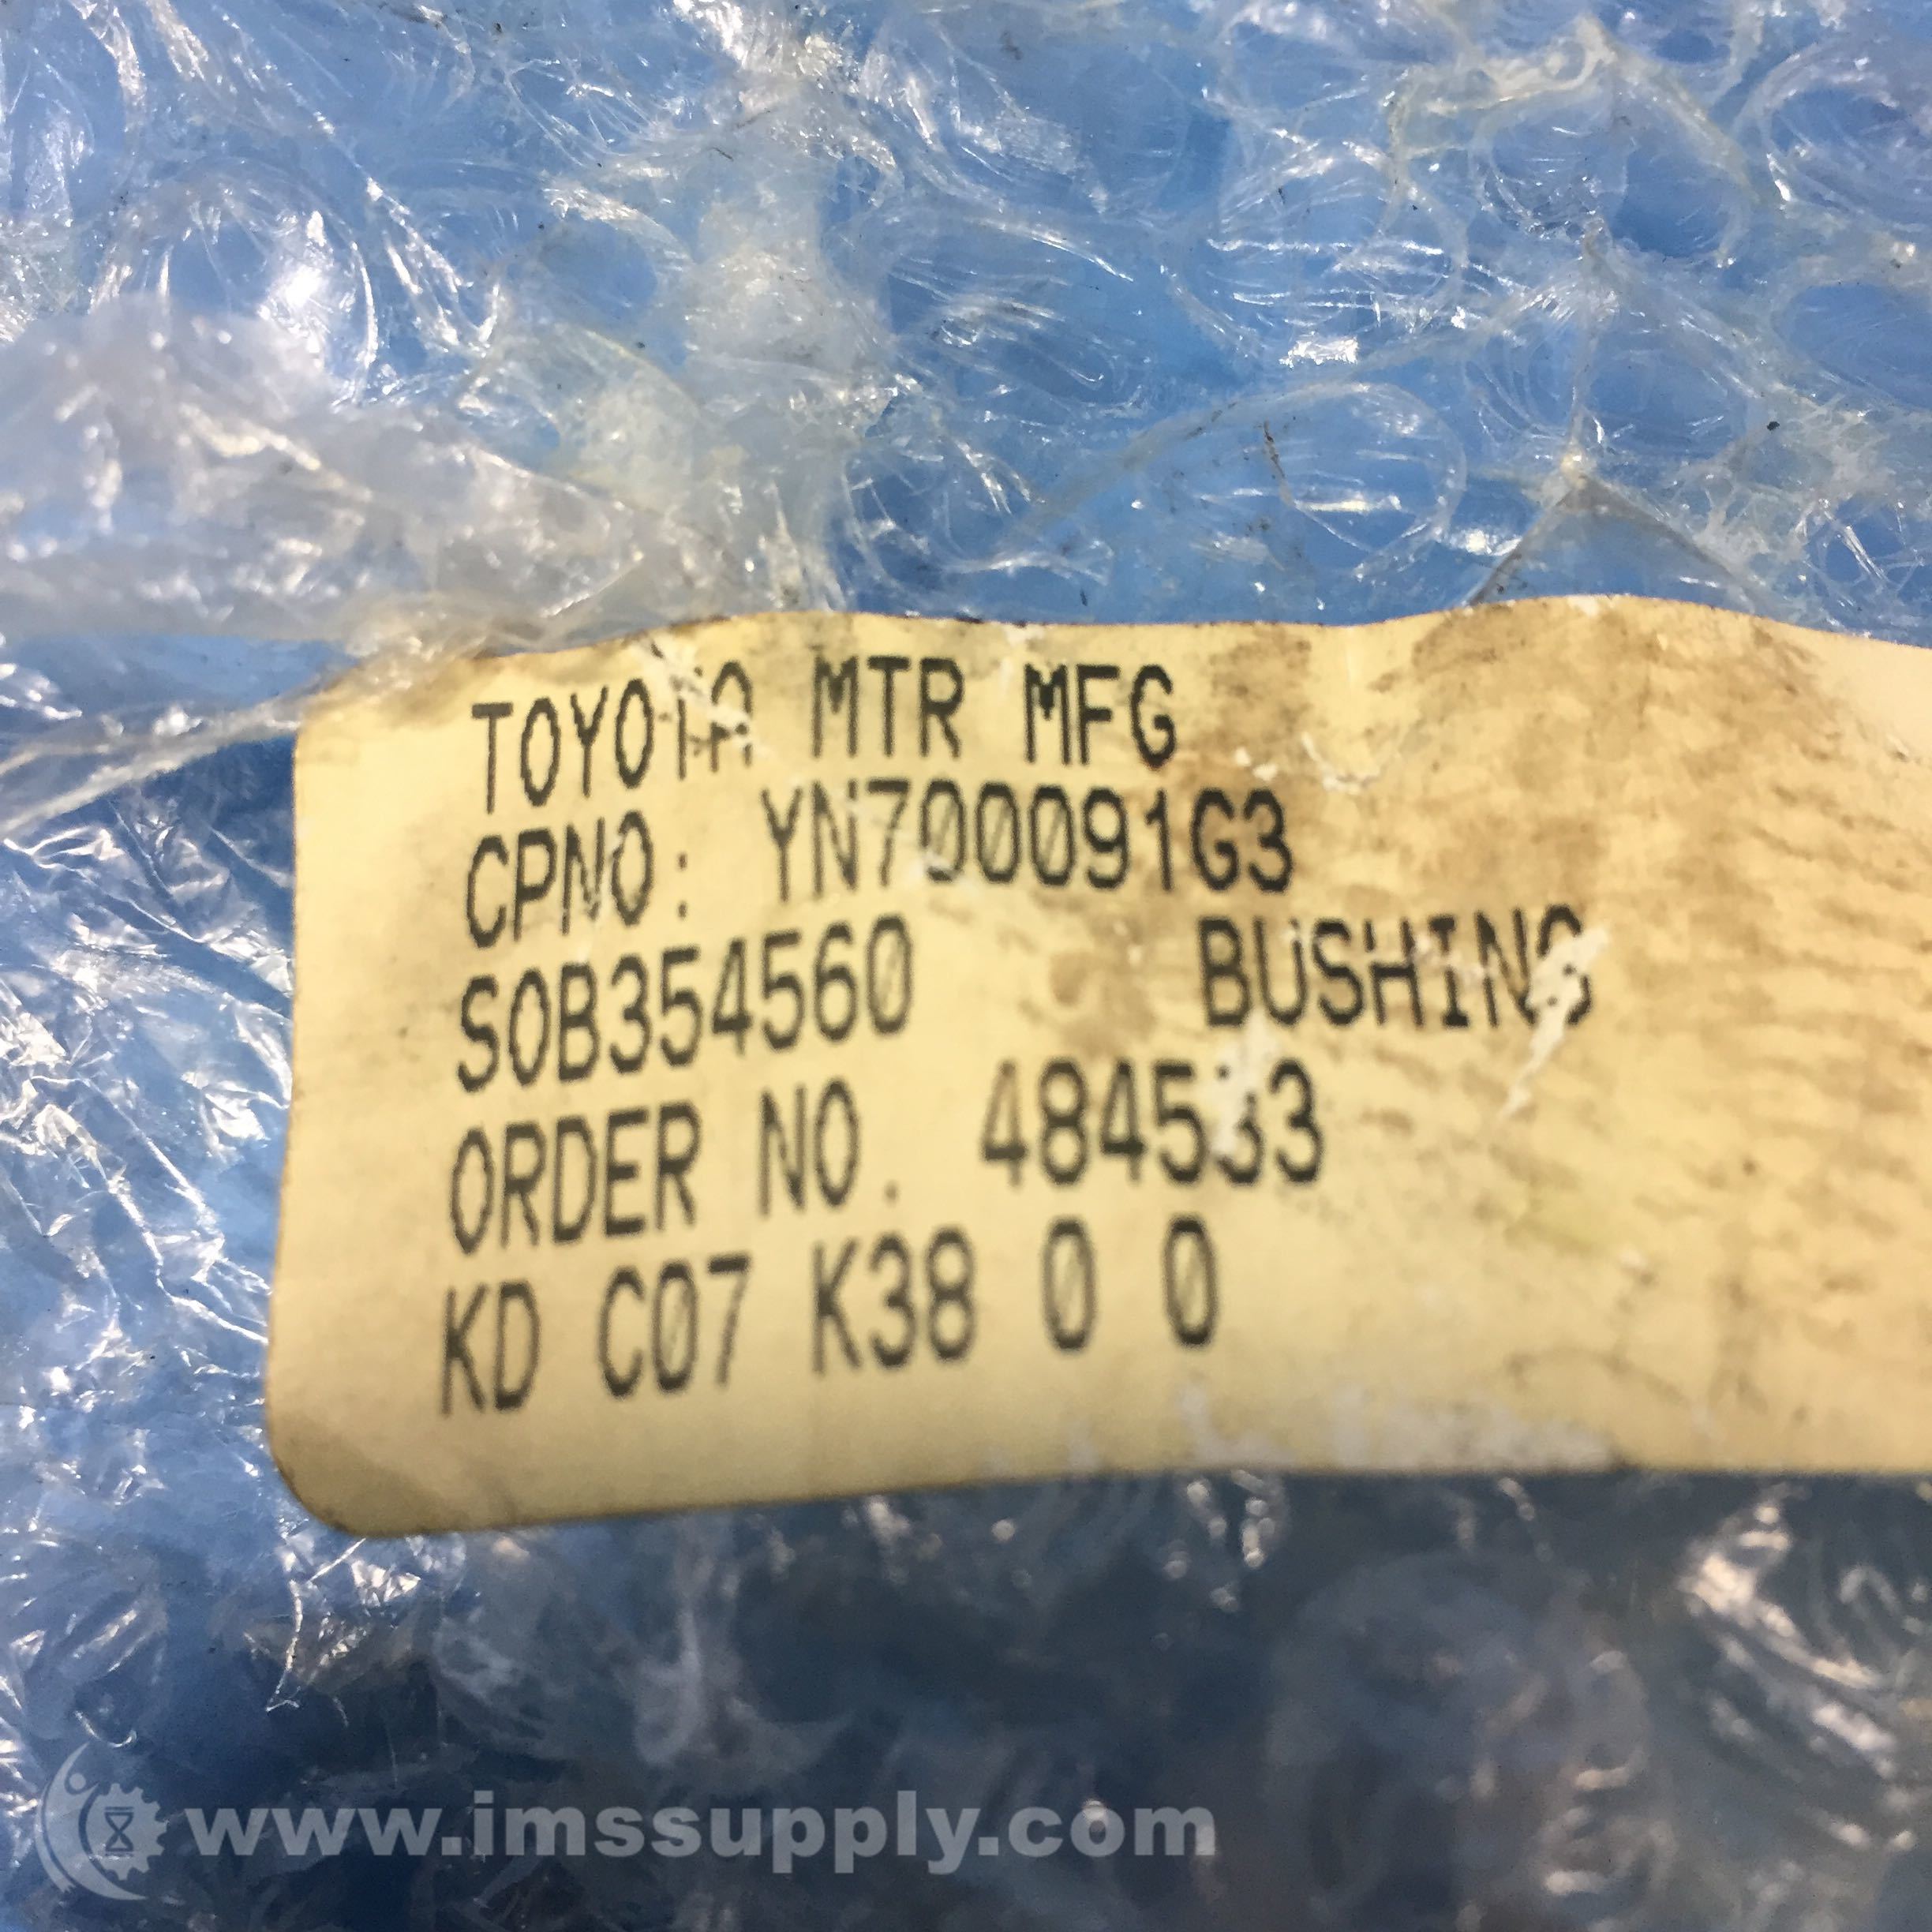 TOYOTA MTR MFG
CPNO: YN700091G3
S0B354560 BUSHING
ORDER NO. 484533
KD C07 K38 0 0
www.imssupply.com